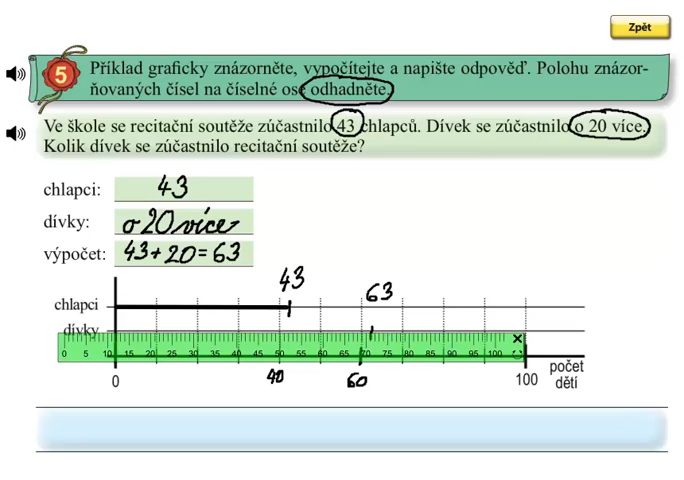 Zpět
5 Příklad graficky znázorněte, vypočítejte a napište odpověď. Polohu znázor-
ňovaných čísel na číselné ose odhadněte.
Ve škole se recitační soutěže zúčastnilo 43 chlapců. Dívek se zúčastnilo o 20 více.
Kolik dívek se zúčastnilo recitační soutěže?
chlapci: 43
dívky: o 20 více
výpočet: 43+20=63
43 63
chlapci
dívky
0 5 10 15 20 25 30 35 40 45 50 55 60 65 70 75 80 85 90 95 100
0 40 60 100 počet
dětí